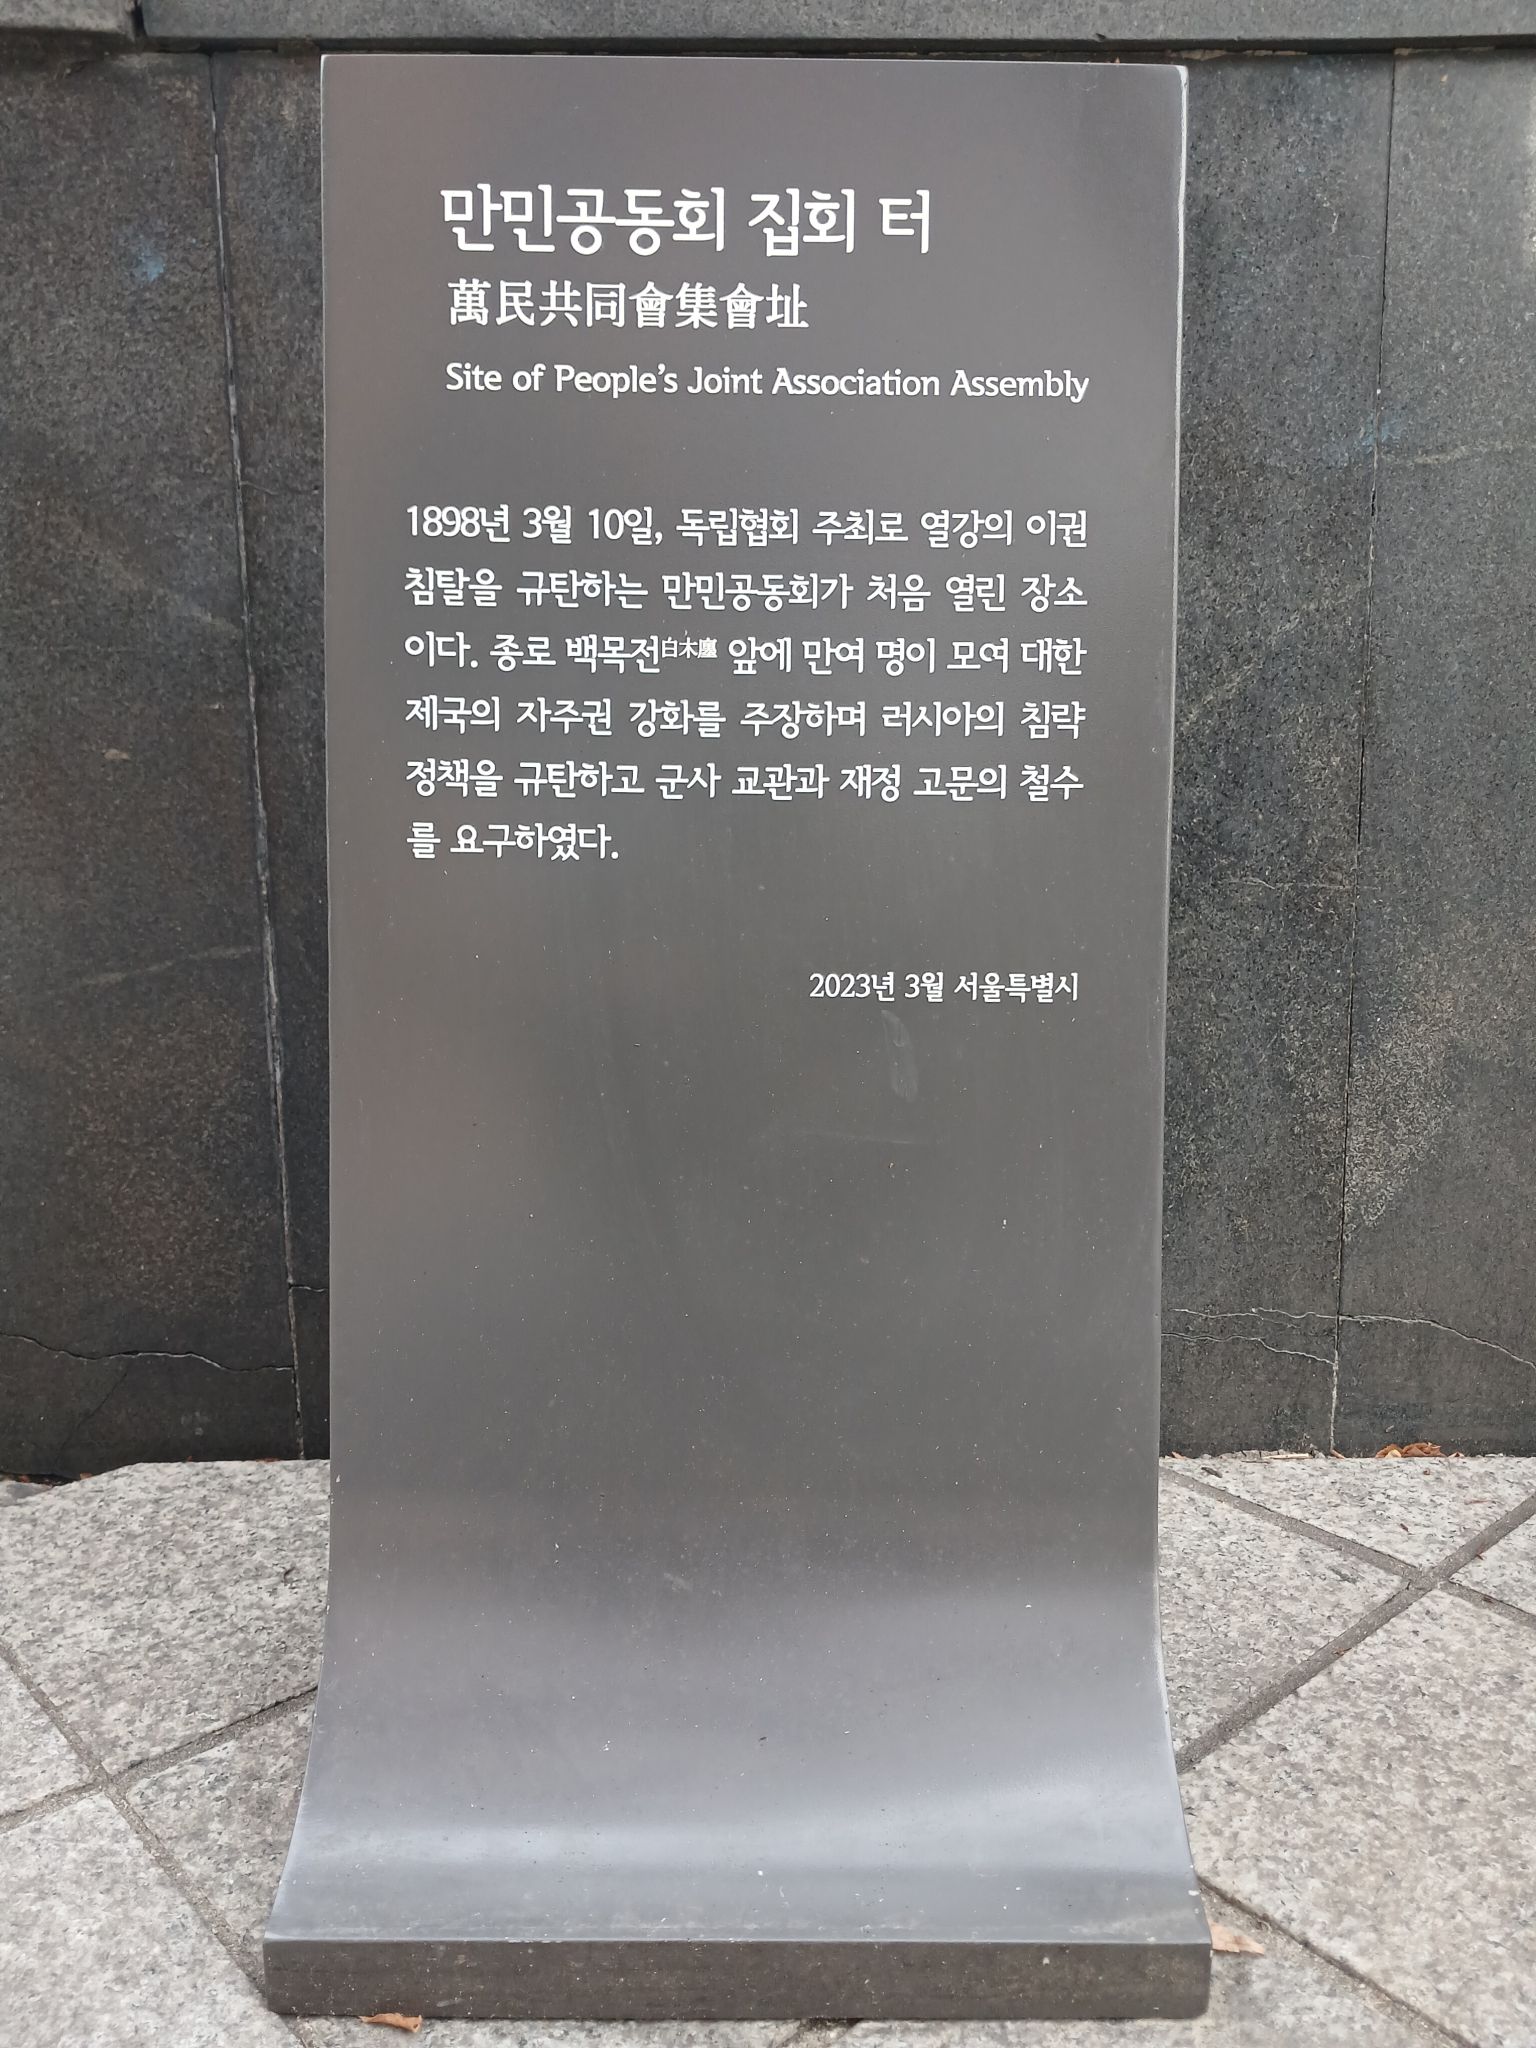 만민공동회 집회 터
萬民共同會集會址
Site of People's Joint Association Assembly
1898년 3월 10일, 독립협회 주최로 열강의 이권
침탈을 규탄하는 만민공동회가 처음 열린 장소
이다. 종로 백목전白木廛 앞에 만여 명이 모여 대한
제국의 자주권 강화를 주장하며 러시아의 침략
정책을 규탄하고 군사 교관과 재정 고문의 철수
를 요구하였다.
2023년 3월 서울특별시